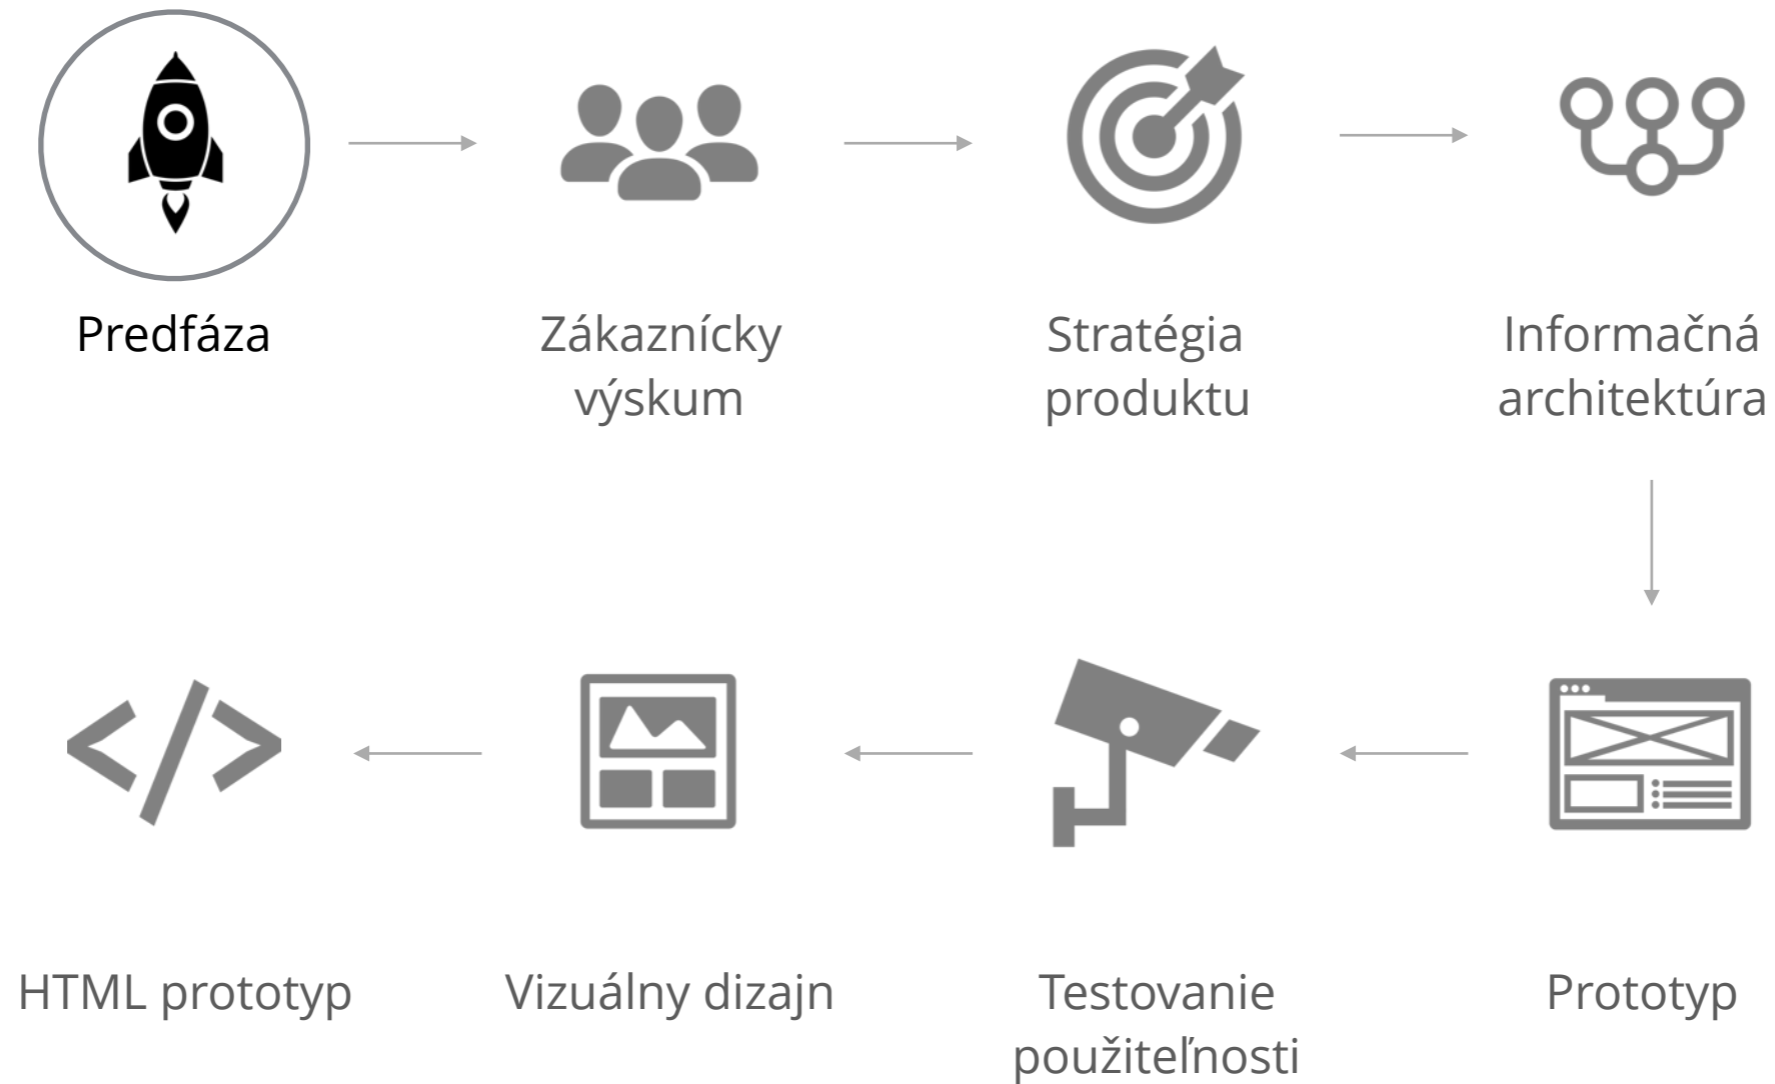 Predfáza
Zákaznícky
výskum
Stratégia
produktu
Informačná
architektúra
HTML prototyp
Vizuálny dizajn
Testovanie
použiteľnosti
Prototyp